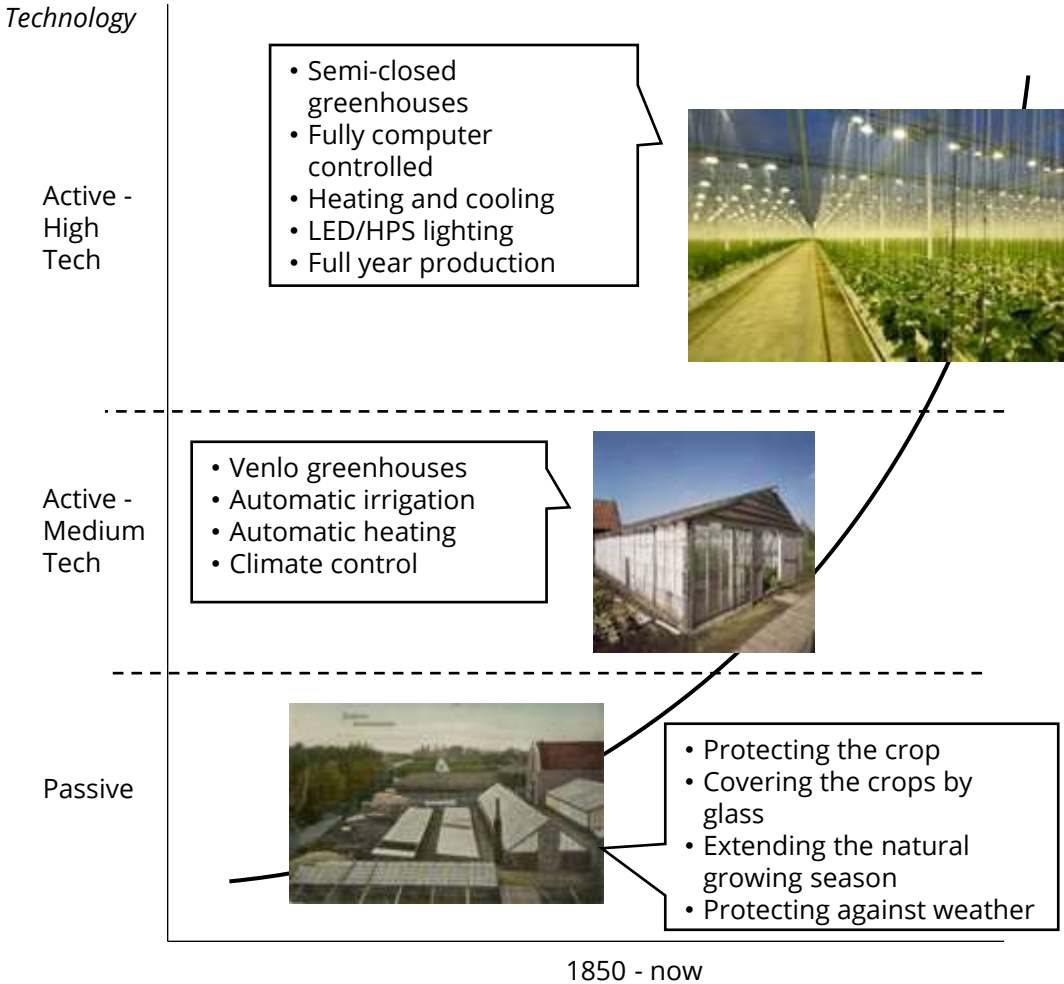 Technology
• Semi-closed
greenhouses
• Fully computer
controlled
• Heating and cooling
• LED/HPS lighting
• Full year production
Active -
High
Tech
• Venlo greenhouses
• Automatic irrigation
• Automatic heating
• Climate control
Active -
Medium
Tech
Passive
• Protecting the crop
• Covering the crops by
glass
• Extending the natural
growing season
• Protecting against weather
1850 - now